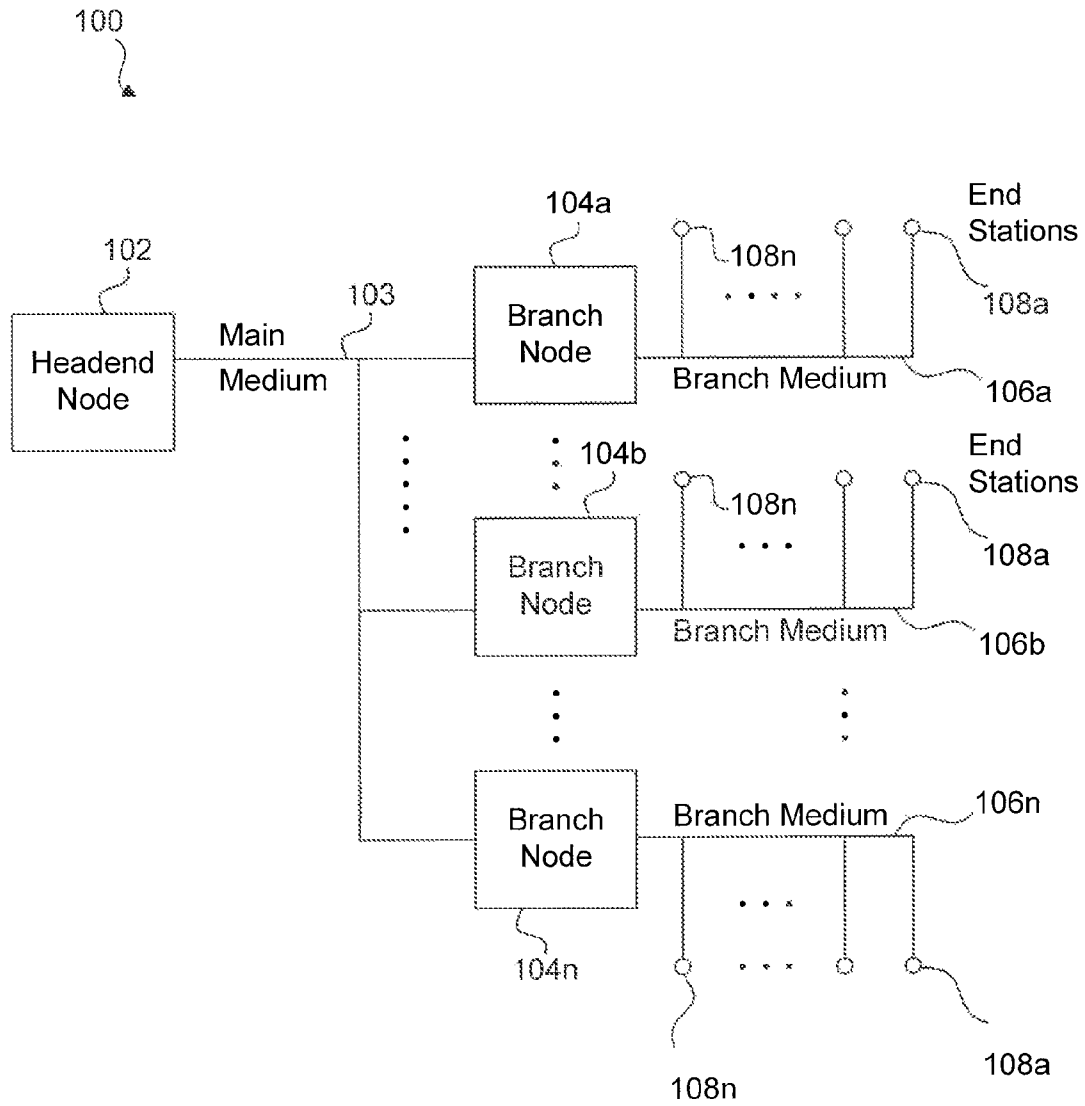 100
104a
End
Stations
102
108n
103
108a
Main
Medium
Headend
Node
Branch
Node
Branch Medium
106a
104b
End
Stations
108n
108a
Branch
Node
Branch Medium
106b
Branch Medium
106n
Branch
Node
104n
108a
108n